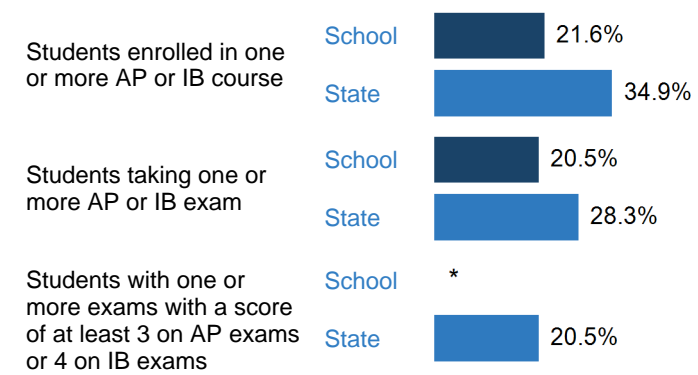 Students enrolled in one
or more AP or IB course
School
21.6%
State
34.9%
Students taking one or
more AP or IB exam
School
20.5%
State
28.3%
Students with one or
more exams with a score
of at least 3 on AP exams
or 4 on IB exams
School
*
State
20.5%